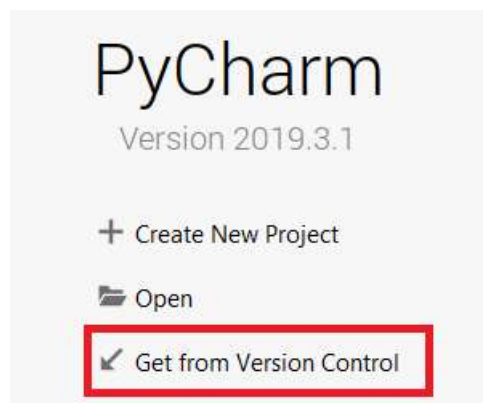 PyCharm
Version 2019.3.1
Create New Project
Open
Get from Version Control